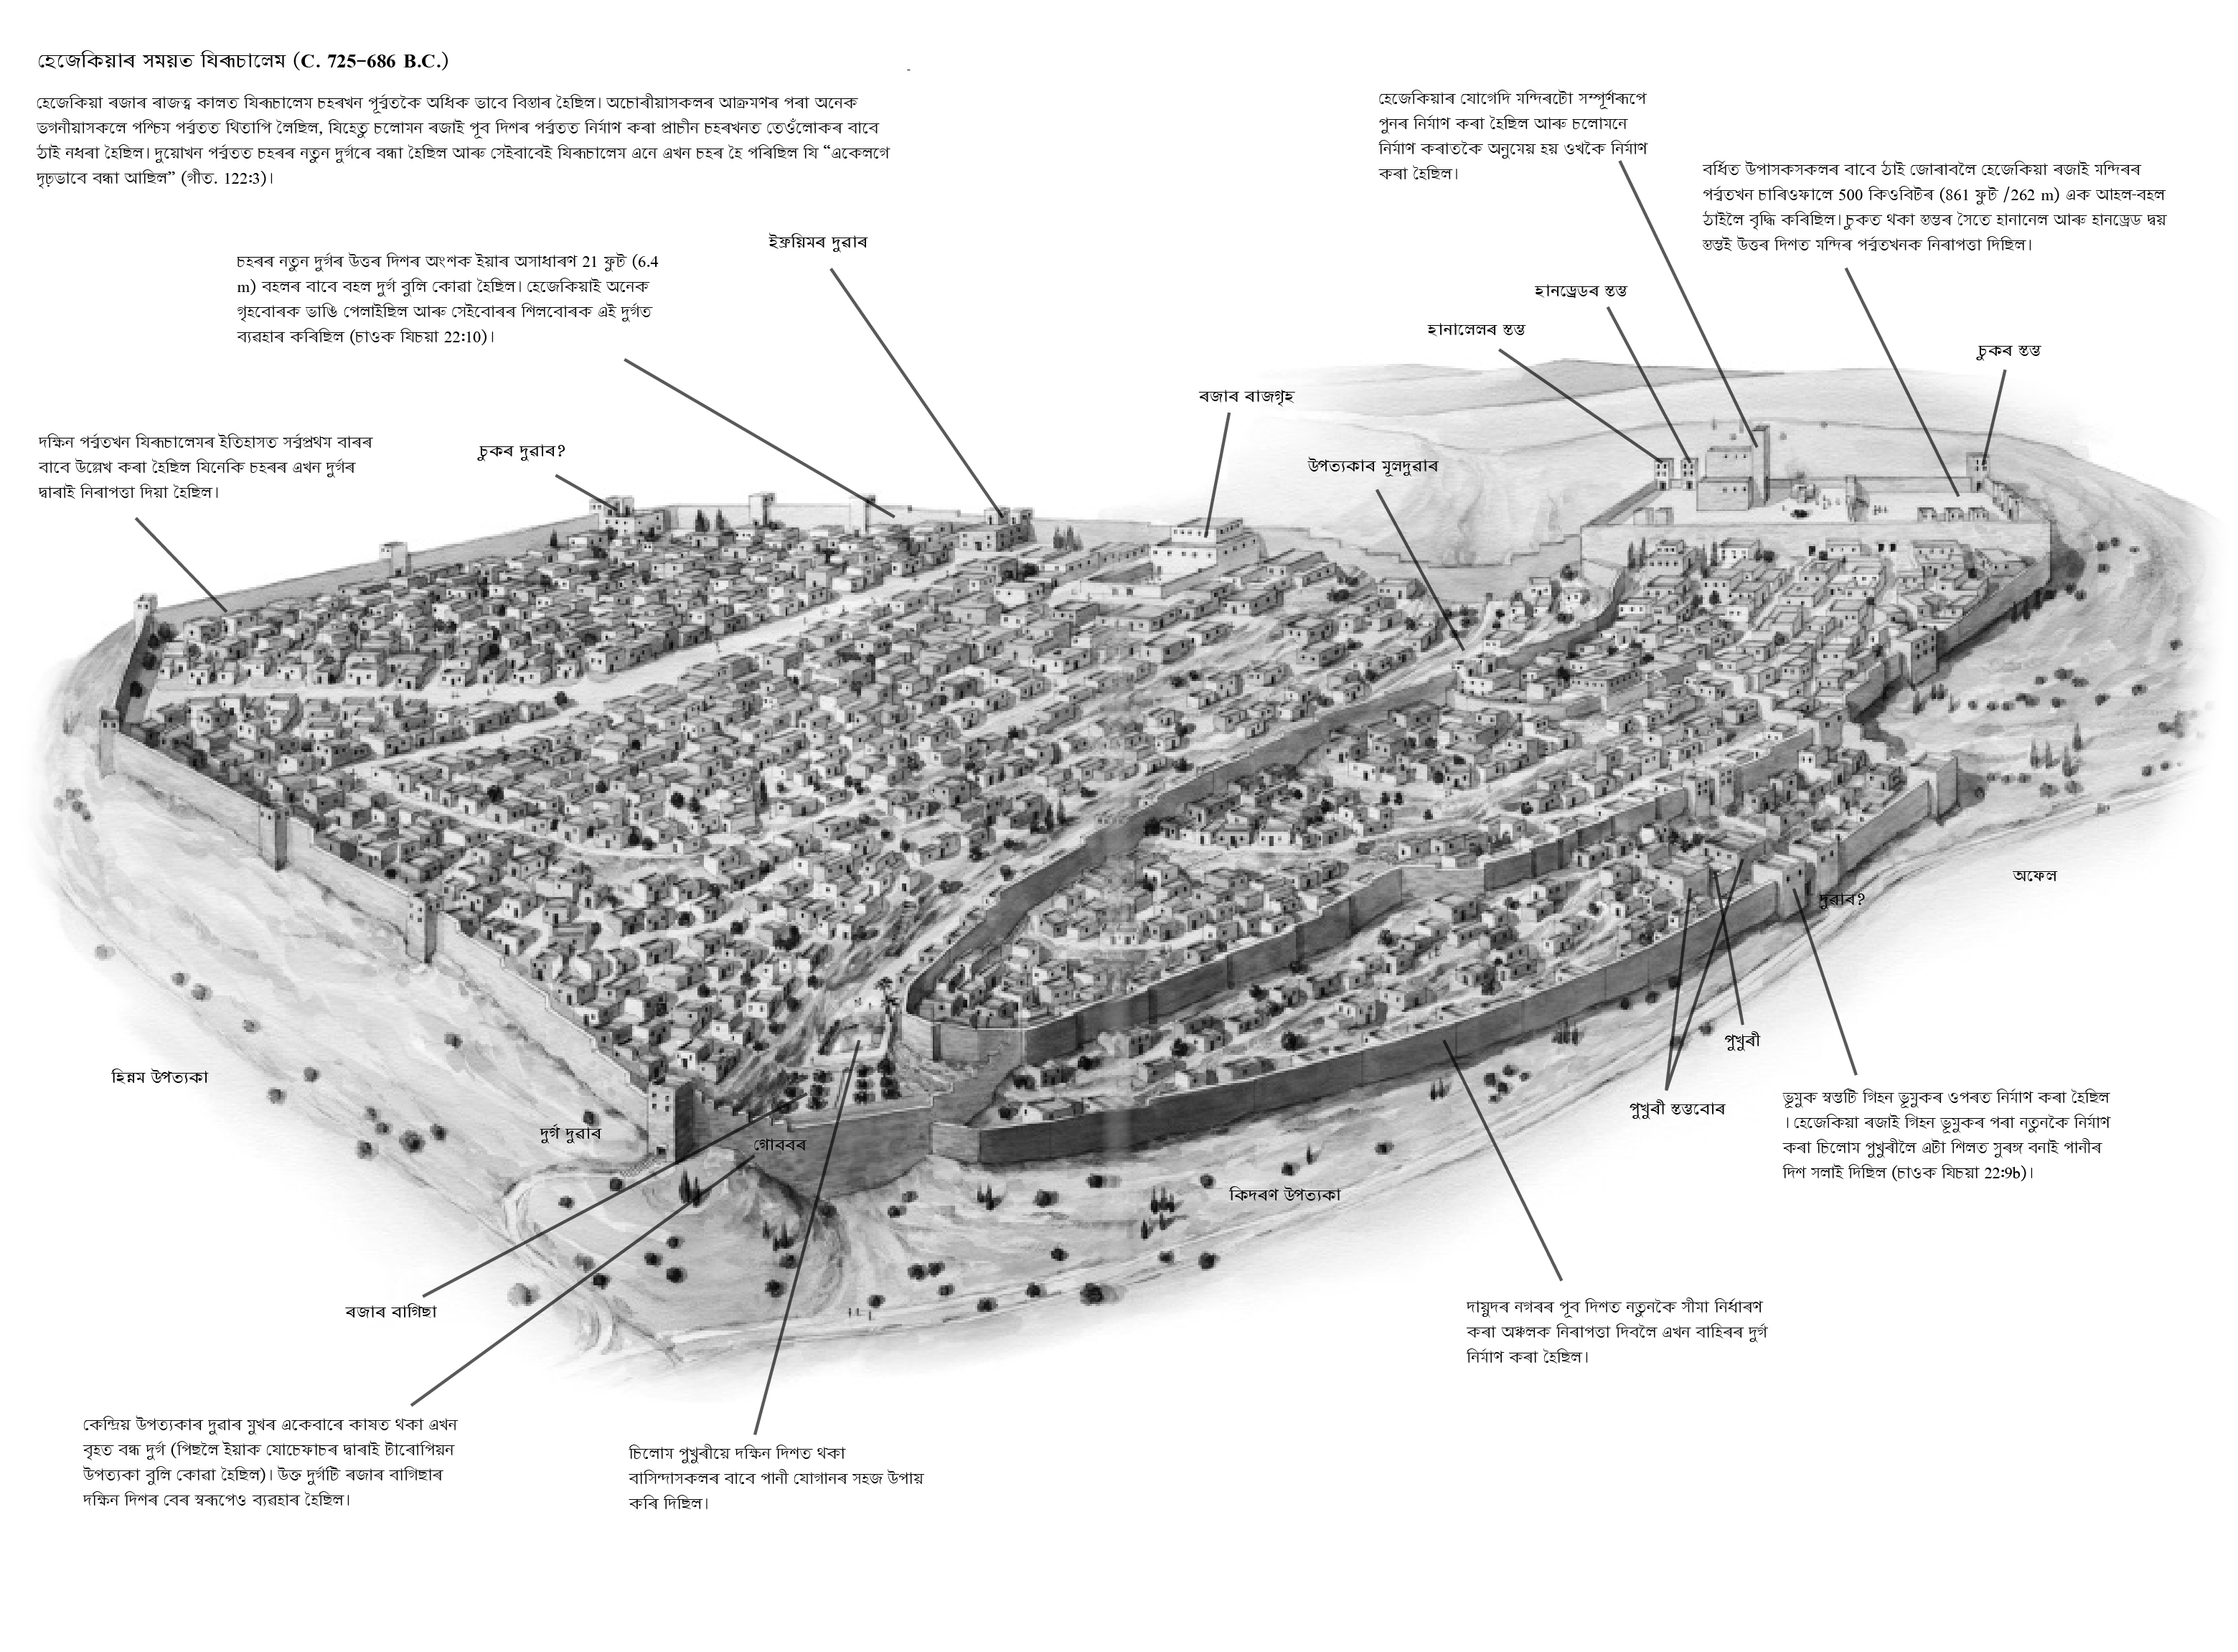 হেজেকিয়াৰ সময়ত যিৰূচালেম (C. 725-686 B.C.)
হেজেকিয়া ৰজাৰ ৰাজত্ব কালত যিৰূচালেম চহৰখন পূৰ্ব্বতকৈ অধিক ভাবে বিস্তাৰ হৈছিল। অচোৰীয়াসকলৰ আক্ৰমণৰ পৰা অনেক
ভগনীয়াসকলে পশ্চিম পৰ্ব্বতত থিতাপি লৈছিল, যিহেতু চলোমন ৰজাই পূব দিশৰ পৰ্ব্বতত নিৰ্মাণ কৰা প্ৰাচীন চহৰখনত তেওঁলোকৰ বাবে
ঠাই নধৰা হৈছিল। দুয়োখন পৰ্ব্বতত চহৰৰ নতুন দুৰ্গৰে বন্ধা হৈছিল আৰু সেইবাবেই যিৰূচালেম এনে এখন চহৰ হৈ পৰিছিল যি “একেলগে
দৃঢ়ভাবে বন্ধা আছিল” (গীত. 122:3)।
হেজেকিয়াৰ যোগেদি মন্দিৰটো সম্পূৰ্ণৰূপে
পুনৰ নিৰ্মাণ কৰা হৈছিল আৰু চলোমনে
নিৰ্মাণ কৰাতকৈ অনুমেয় হয় ওখকৈ নিৰ্মাণ
কৰা হৈছিল।
বৰ্ধিত উপাসকসকলৰ বাবে ঠাই জোৰাবলৈ হেজেকিয়া ৰজাই মন্দিৰৰ
পৰ্ব্বতখন চাৰিওফালে 500 কিওবিটৰ (861 ফুট /262 m) এক আহল-বহল
ঠাইলৈ বৃদ্ধি কৰিছিল। চুকত থকা স্তম্ভৰ সৈতে হানানেল আৰু হানড্ৰেড দ্বয়
স্তম্ভই উত্তৰ দিশত মন্দিৰ পৰ্ব্বতখনক নিৰাপত্তা দিছিল।
ইফ্ৰয়িমৰ দুৱাৰ
চহৰৰ নতুন দুৰ্গৰ উত্তৰ দিশৰ অংশক ইয়াৰ অসাধাৰণ 21 ফুট (6.4
m) বহলৰ বাবে বহল দুৰ্গ বুলি কোৱা হৈছিল। হেজেকিয়াই অনেক
গৃহবোৰক ভাঙি পেলাইছিল আৰু সেইবোৰৰ শিলবোৰক এই দুৰ্গত
ব্যৱহাৰ কৰিছিল (চাওক যিচয়া 22:10)।
হানড্ৰেডৰ স্তম্ভ
হানালেলৰ স্তম্ভ
চুকৰ স্তম্ভ
ৰজাৰ ৰাজগৃহ
দক্ষিন পৰ্ব্বতখন যিৰূচালেমৰ ইতিহাসত সৰ্ব্বপ্ৰথম বাৰৰ
বাবে উল্লেখ কৰা হৈছিল যিনেকি চহৰৰ এখন দুৰ্গৰ
দ্বাৰাই নিৰাপত্তা দিয়া হৈছিল।
চুকৰ দুৱাৰ?
উপত্যকাৰ মূলদুৱাৰ
অফেল
দুৱাৰ?
পুখুৰী
হিন্নম উপত্যকা
পুখুৰী স্তম্ভবোৰ
ভূমুক স্বম্ভটি গিহন ভূমুকৰ ওপৰত নিৰ্মাণ কৰা হৈছিল
। হেজেকিয়া ৰজাই গিহন ভূমুকৰ পৰা নতুনকৈ নিৰ্মাণ
কৰা চিলোম পুখুৰীলৈ এটা শিলত সুৰঙ্গ বনাই পানীৰ
দিশ সলাই দিছিল (চাওক যিচয়া 22:9b)।
দুৰ্গ দুৱাৰ
গোবৰৰ
কিদৰণ উপত্যকা
ৰজাৰ বাগিছা
দায়ুদৰ নগৰৰ পূব দিশত নতুনকৈ সীমা নিৰ্ধাৰণ
কৰা অঞ্চলক নিৰাপত্তা দিবলৈ এখন বাহিৰৰ দুৰ্গ
নিৰ্মাণ কৰা হৈছিল।
কেন্দ্ৰিয় উপত্যকাৰ দুৱাৰ মুখৰ একেবাৰে কাষত থকা এখন
বৃহত বন্ধ দুৰ্গ (পিছলৈ ইয়াক যোচেফাচৰ দ্বাৰাই টাৰোপিয়ন
উপত্যকা বুলি কোৱা হৈছিল)। উক্ত দুৰ্গটি ৰজাৰ বাগিছাৰ
দক্ষিন দিশৰ বেৰ স্বৰূপেও ব্যৱহাৰ হৈছিল।
চিলোম পুখুৰীয়ে দক্ষিন দিশত থকা
বাসিন্দাসকলৰ বাবে পানী যোগানৰ সহজ উপায়
কৰি দিছিল।